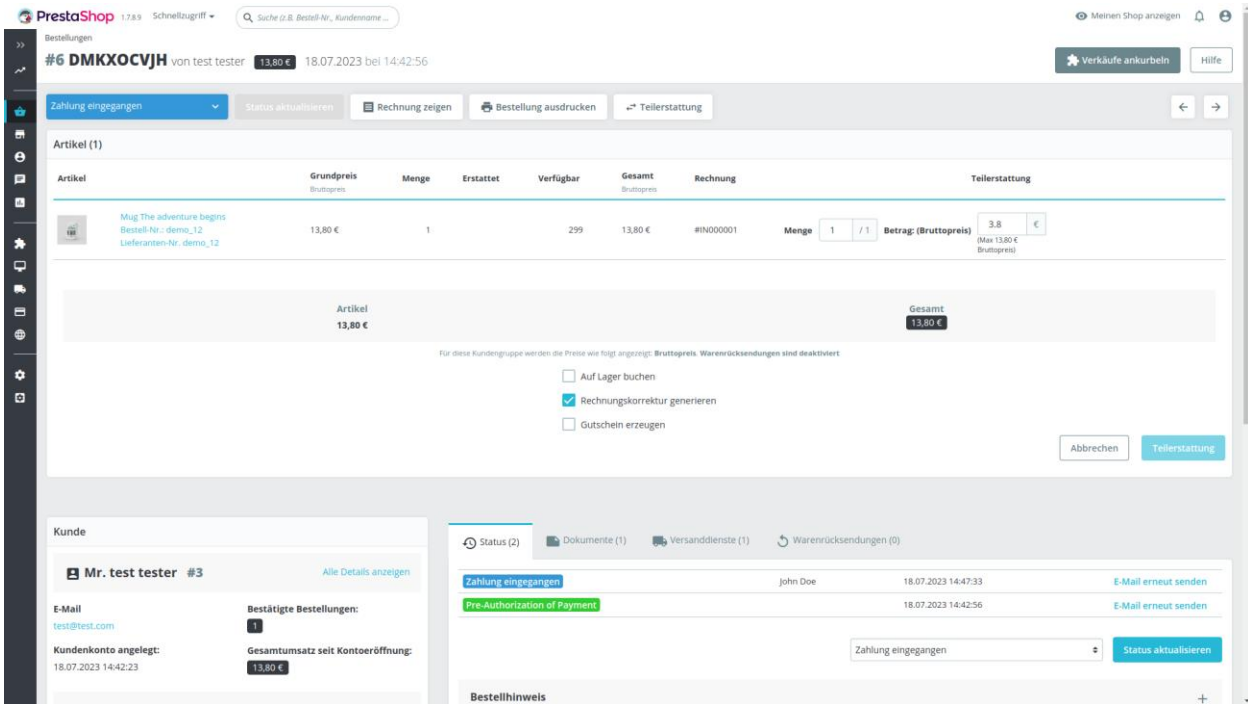 PrestaShop 1.7.8.9 Schnellzugriff Suche (z.B. Bestell-Nr., Kundenname ... Meinen Shop anzeigen
Bestellungen
#6 DMKXOCVJH von test tester 13,80 € 18.07.2023 bei 14:42:56 Verkäufe ankurbeln Hilfe
Zahlung eingegangen Status aktualisieren Rechnung zeigen Bestellung ausdrucken Teilerstattung
Artikel (1)
Artikel Grundpreis Menge Erstattet Verfügbar Gesamt Rechnung Teilerstattung
Bruttopreis Bruttopreis
Mug The adventure begins
Bestell-Nr.: demo_12
Lieferanten-Nr. demo_12
13,80 € 1 299 13,80 € #IN000001 Menge 1 / 1 Betrag: (Bruttopreis) 3.8 €
(Max 13,80 €
Bruttopreis)
Artikel Gesamt
13,80 € 13,80 €
Für diese Kundengruppe werden die Preise wie folgt angezeigt: Bruttopreis. Warenrücksendungen sind deaktiviert
Auf Lager buchen
Rechnungskorrektur generieren
Gutschein erzeugen
Abbrechen Teilerstattung
Kunde
Mr. test tester #3 Alle Details anzeigen
E-Mail Bestätigte Bestellungen:
test@test.com 1
Kundenkonto angelegt: Gesamtumsatz seit Kontoeröffnung:
18.07.2023 14:42:23 13,80 €
Status (2) Dokumente (1) Versanddienste (1) Warenrücksendungen (0)
Zahlung eingegangen John Doe 18.07.2023 14:47:33 E-Mail erneut senden
Pre-Authorization of Payment 18.07.2023 14:42:56 E-Mail erneut senden
Zahlung eingegangen Status aktualisieren
Bestellhinweis